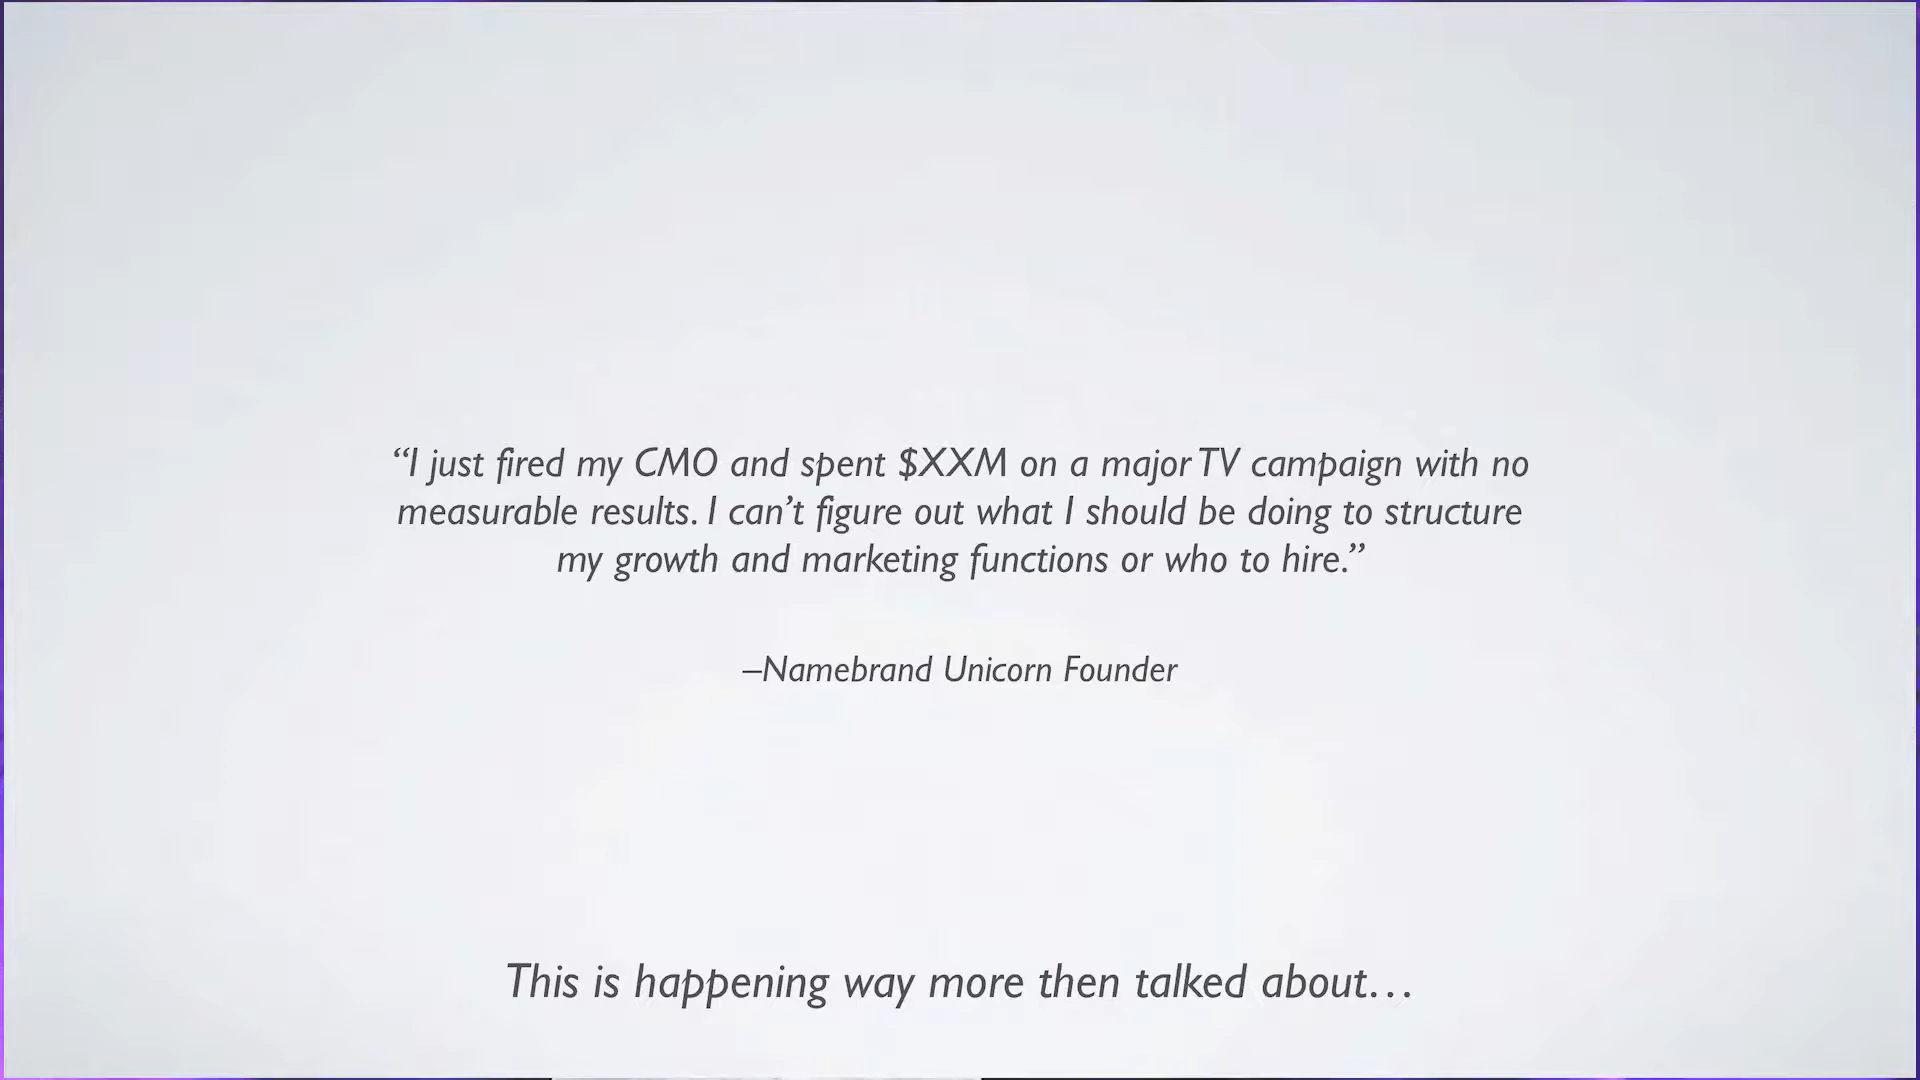 “I just fired my CMO and spent $XXM on a major TV campaign with no
measurable results. I can’t figure out what I should be doing to structure
my growth and marketing functions or who to hire.”
–Namebrand Unicorn Founder
This is happening way more then talked about…